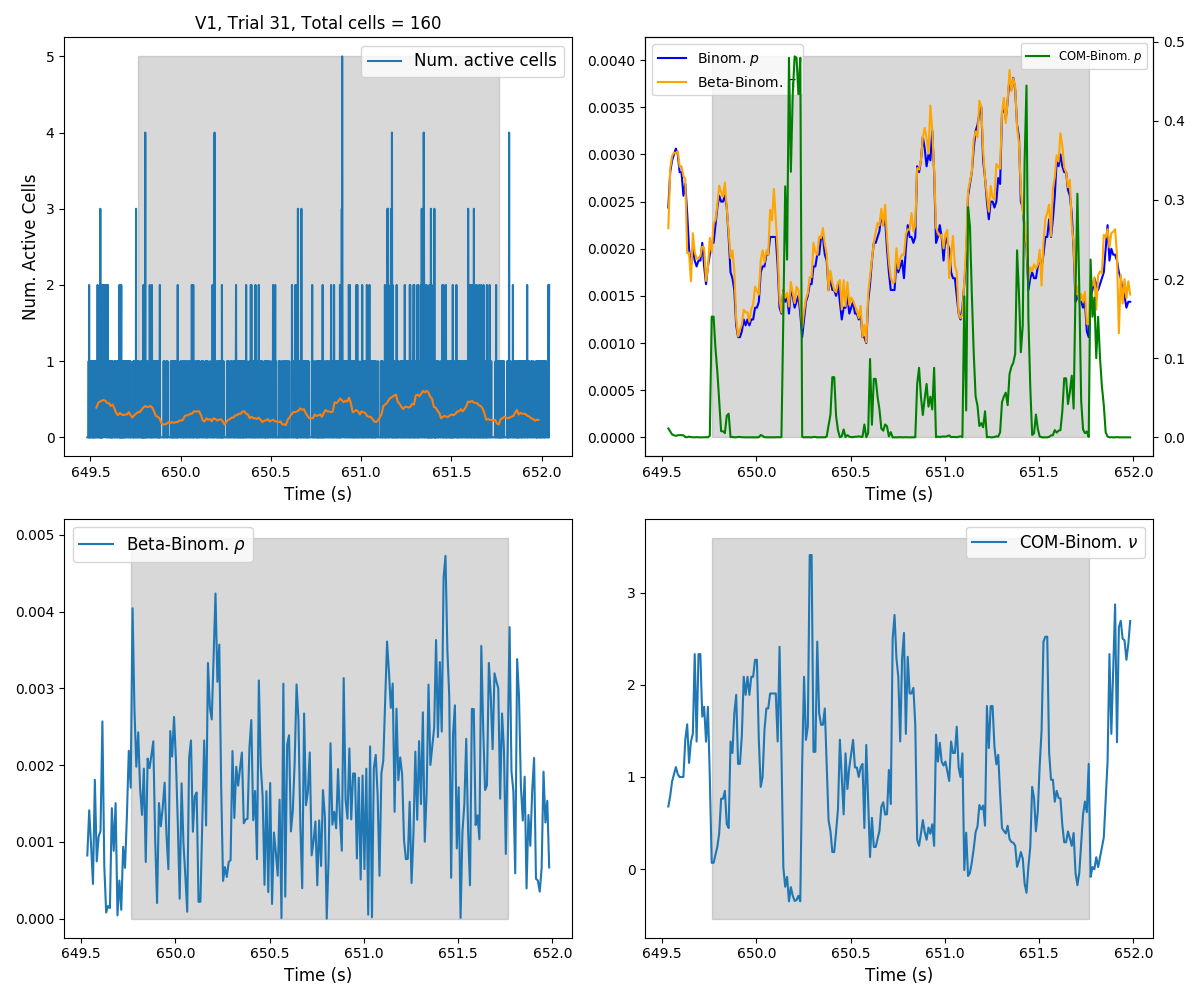 V1, Trial 31, Total cells = 160
Num. active cells
Num. Active Cells
5
4
3
2
1
0
649.5 650.0 650.5 651.0 651.5 652.0
Time (s)
Binom. p
Beta-Binom.
COM-Binom. p
0.0040
0.0035
0.0030
0.0025
0.0020
0.0015
0.0010
0.0005
0.0000
0.5
0.4
0.3
0.2
0.1
0.0
649.5 650.0 650.5 651.0 651.5 652.0
Time (s)
Beta-Binom. ρ
0.005
0.004
0.003
0.002
0.001
0.000
649.5 650.0 650.5 651.0 651.5 652.0
Time (s)
COM-Binom. ν
3
2
1
0
649.5 650.0 650.5 651.0 651.5 652.0
Time (s)